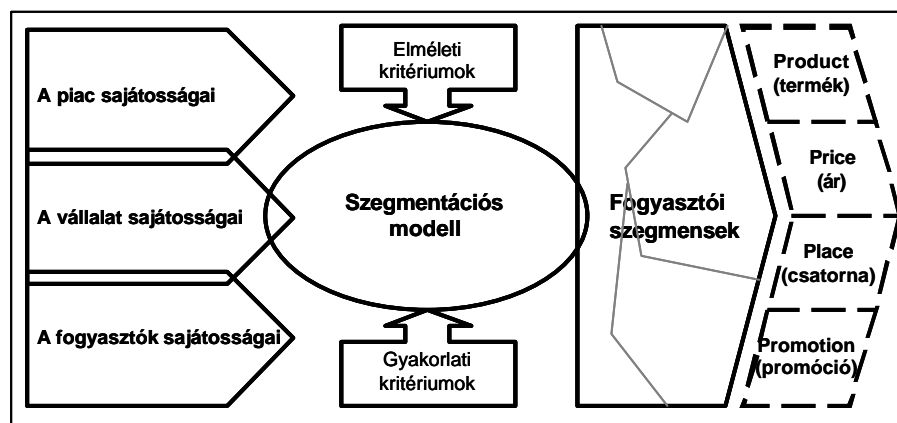 A piac sajátosságai
A vállalat sajátosságai
A fogyasztók sajátosságai
Elméleti
kritériumok
Szegmentációs
modell
Gyakorlati
kritériumok
Fogyasztói
szegmensek
Product
(termék)
Price
(ár)
Place
(csatorna)
Promotion
(promóció)